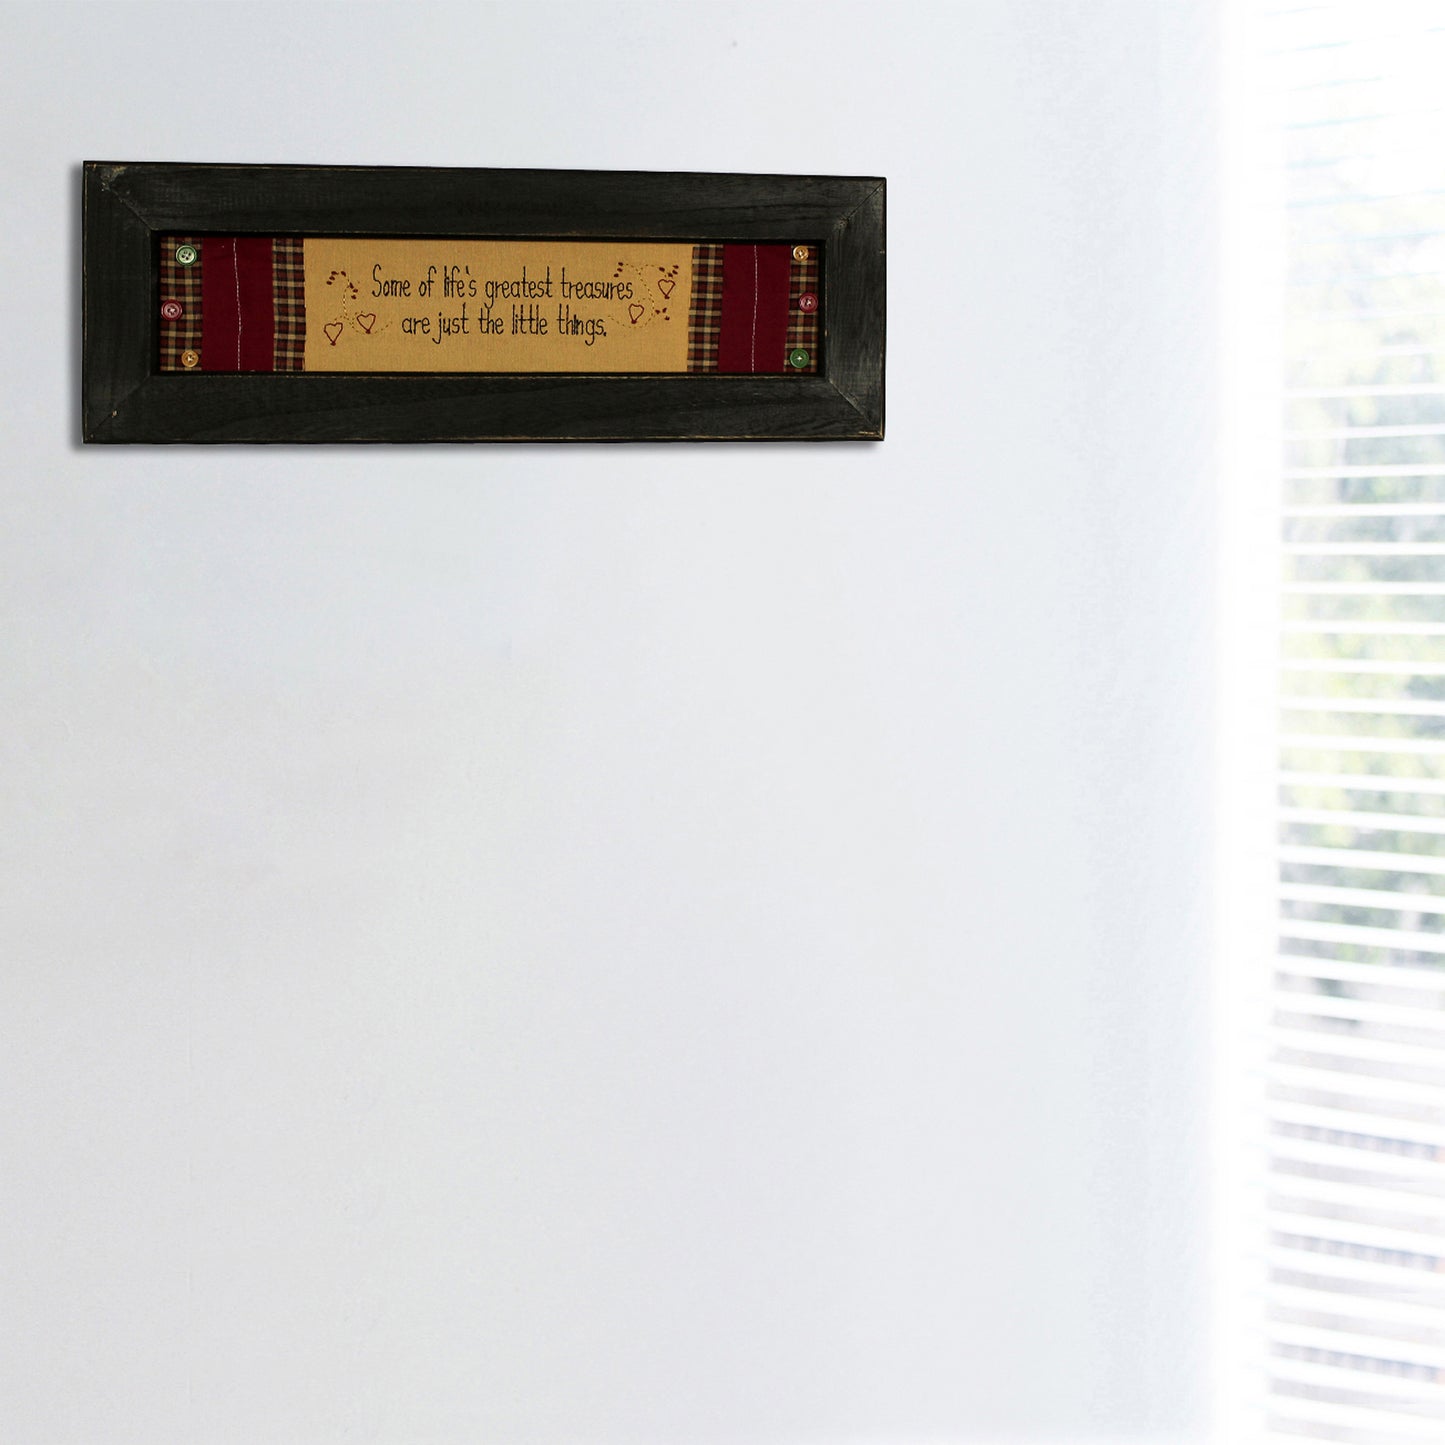 Some of life's greatest treasures
are just the little things.